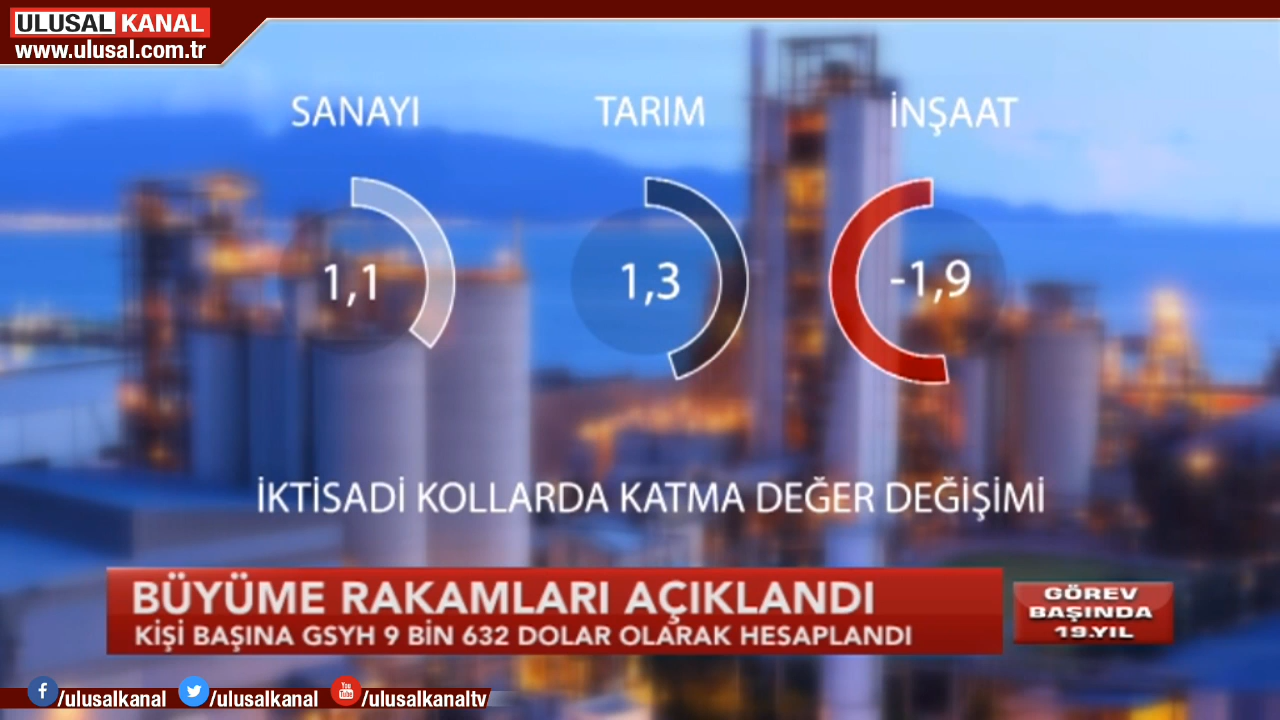 ULUSAL KANAL
www.ulusal.com.tr
SANAYI
TARIM
İNŞAAT
1,1
1,3
-1,9
İKTİSADİ KOLLARDA KATMA DEĞER DEĞİŞİMİ
BÜYÜME RAKAMLARI AÇIKLANDI
KİŞİ BAŞINA GSYH 9 BİN 632 DOLAR OLARAK HESAPLANDI
GÖREV
BAŞINDA
19.YIL
/ulusalkanal
/ulusalkanal
You
Tube
/ulusalkanaltv